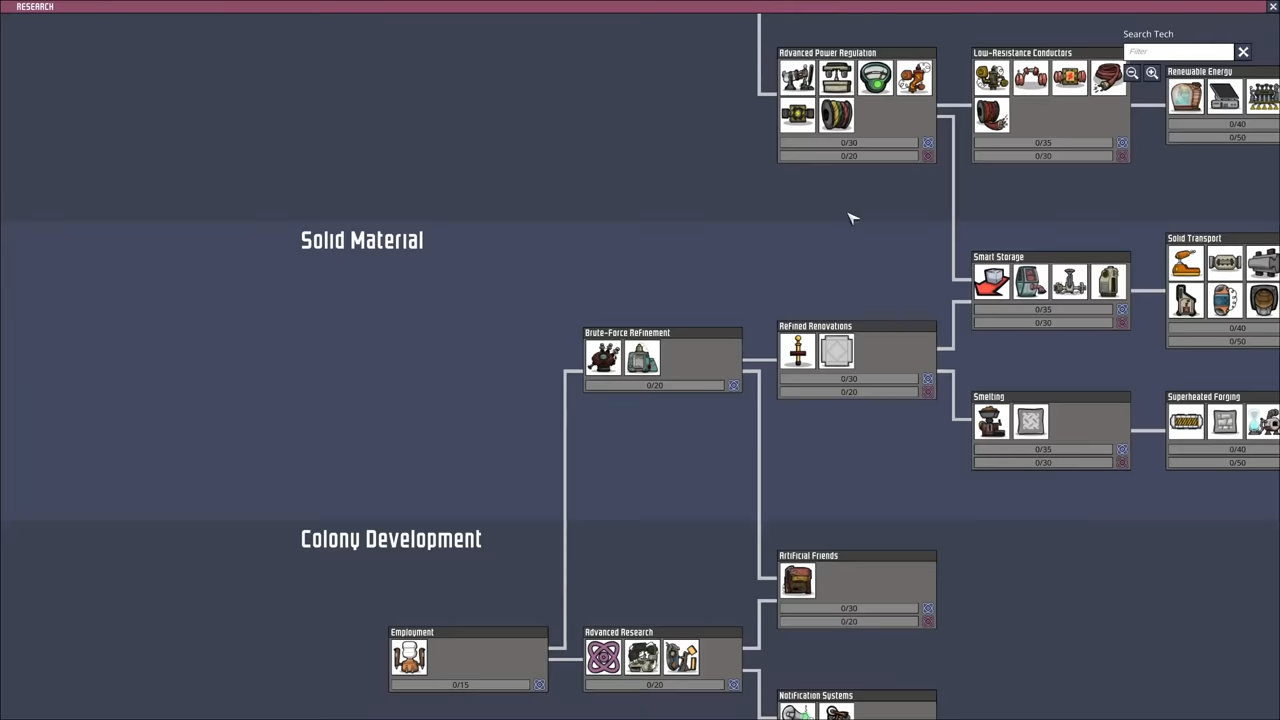 RESEARCH
Search Tech
Filter
Advanced Power Regulation
0/30
0/20
Low-Resistance Conductors
0/35
0/30
Renewable Energy
0/40
0/50
Solid Material
Solid Transport
0/40
0/50
Smart Storage
0/35
0/30
Brute-Force Refinement
0/20
Refined Renovations
0/30
0/20
Smelting
0/35
0/30
Superheated Forging
0/40
0/50
Colony Development
Artificial Friends
0/30
0/20
Employment
0/15
Advanced Research
0/20
Notification Systems